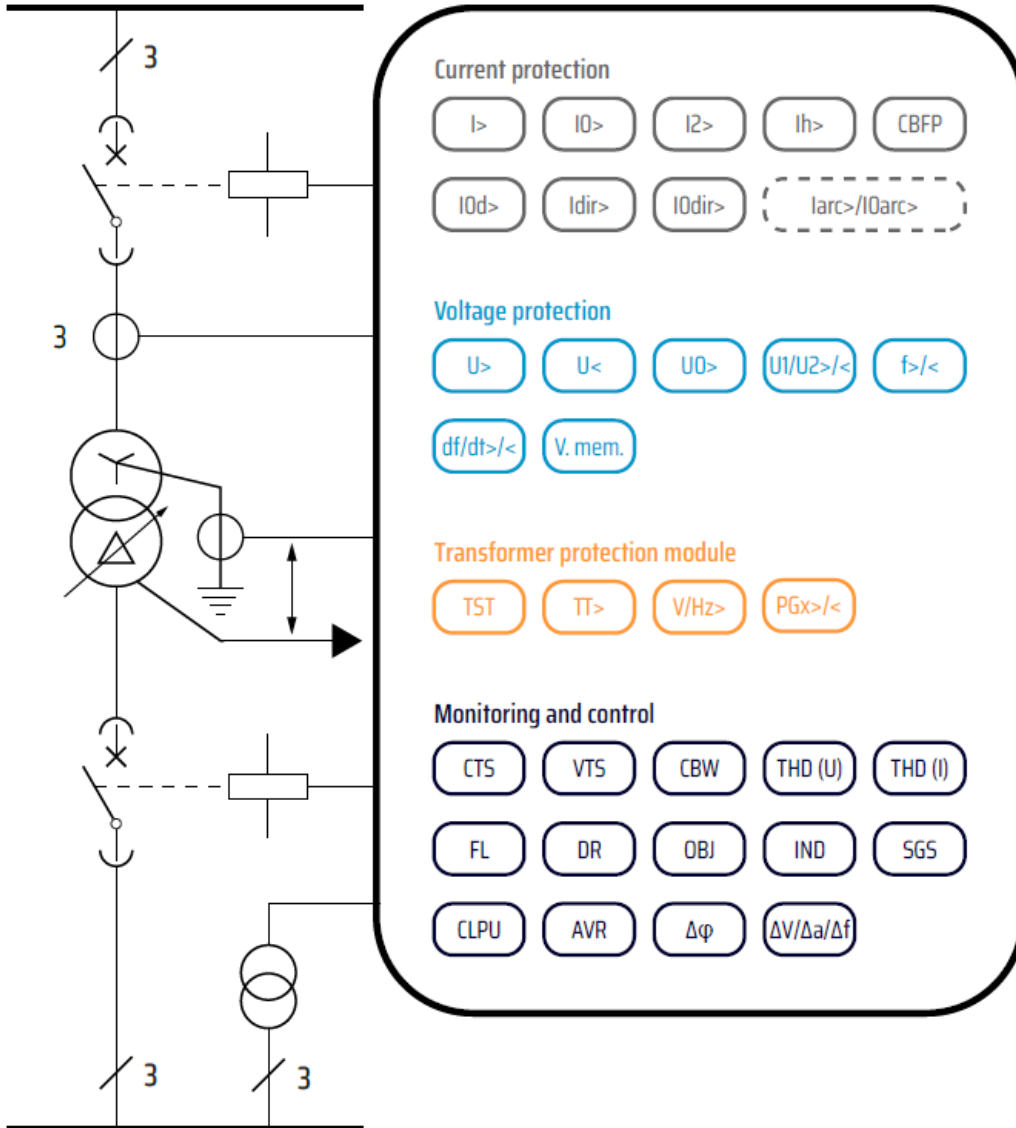 3
Current protection
I> I0> I2> Ih> CBFP
I0d> Idir> I0dir> Iarc>/I0arc>
Voltage protection
3
U> U< U0> U1/U2>/< f>/<
df/dt>/< V. mem.
Transformer protection module
TST TT> V/Hz> PGx>/<
Monitoring and control
CTS VTS CBW THD (U) THD (I)
FL DR OBJ IND SGS
CLPU AVR Δφ ΔV/Δa/Δf
3 3